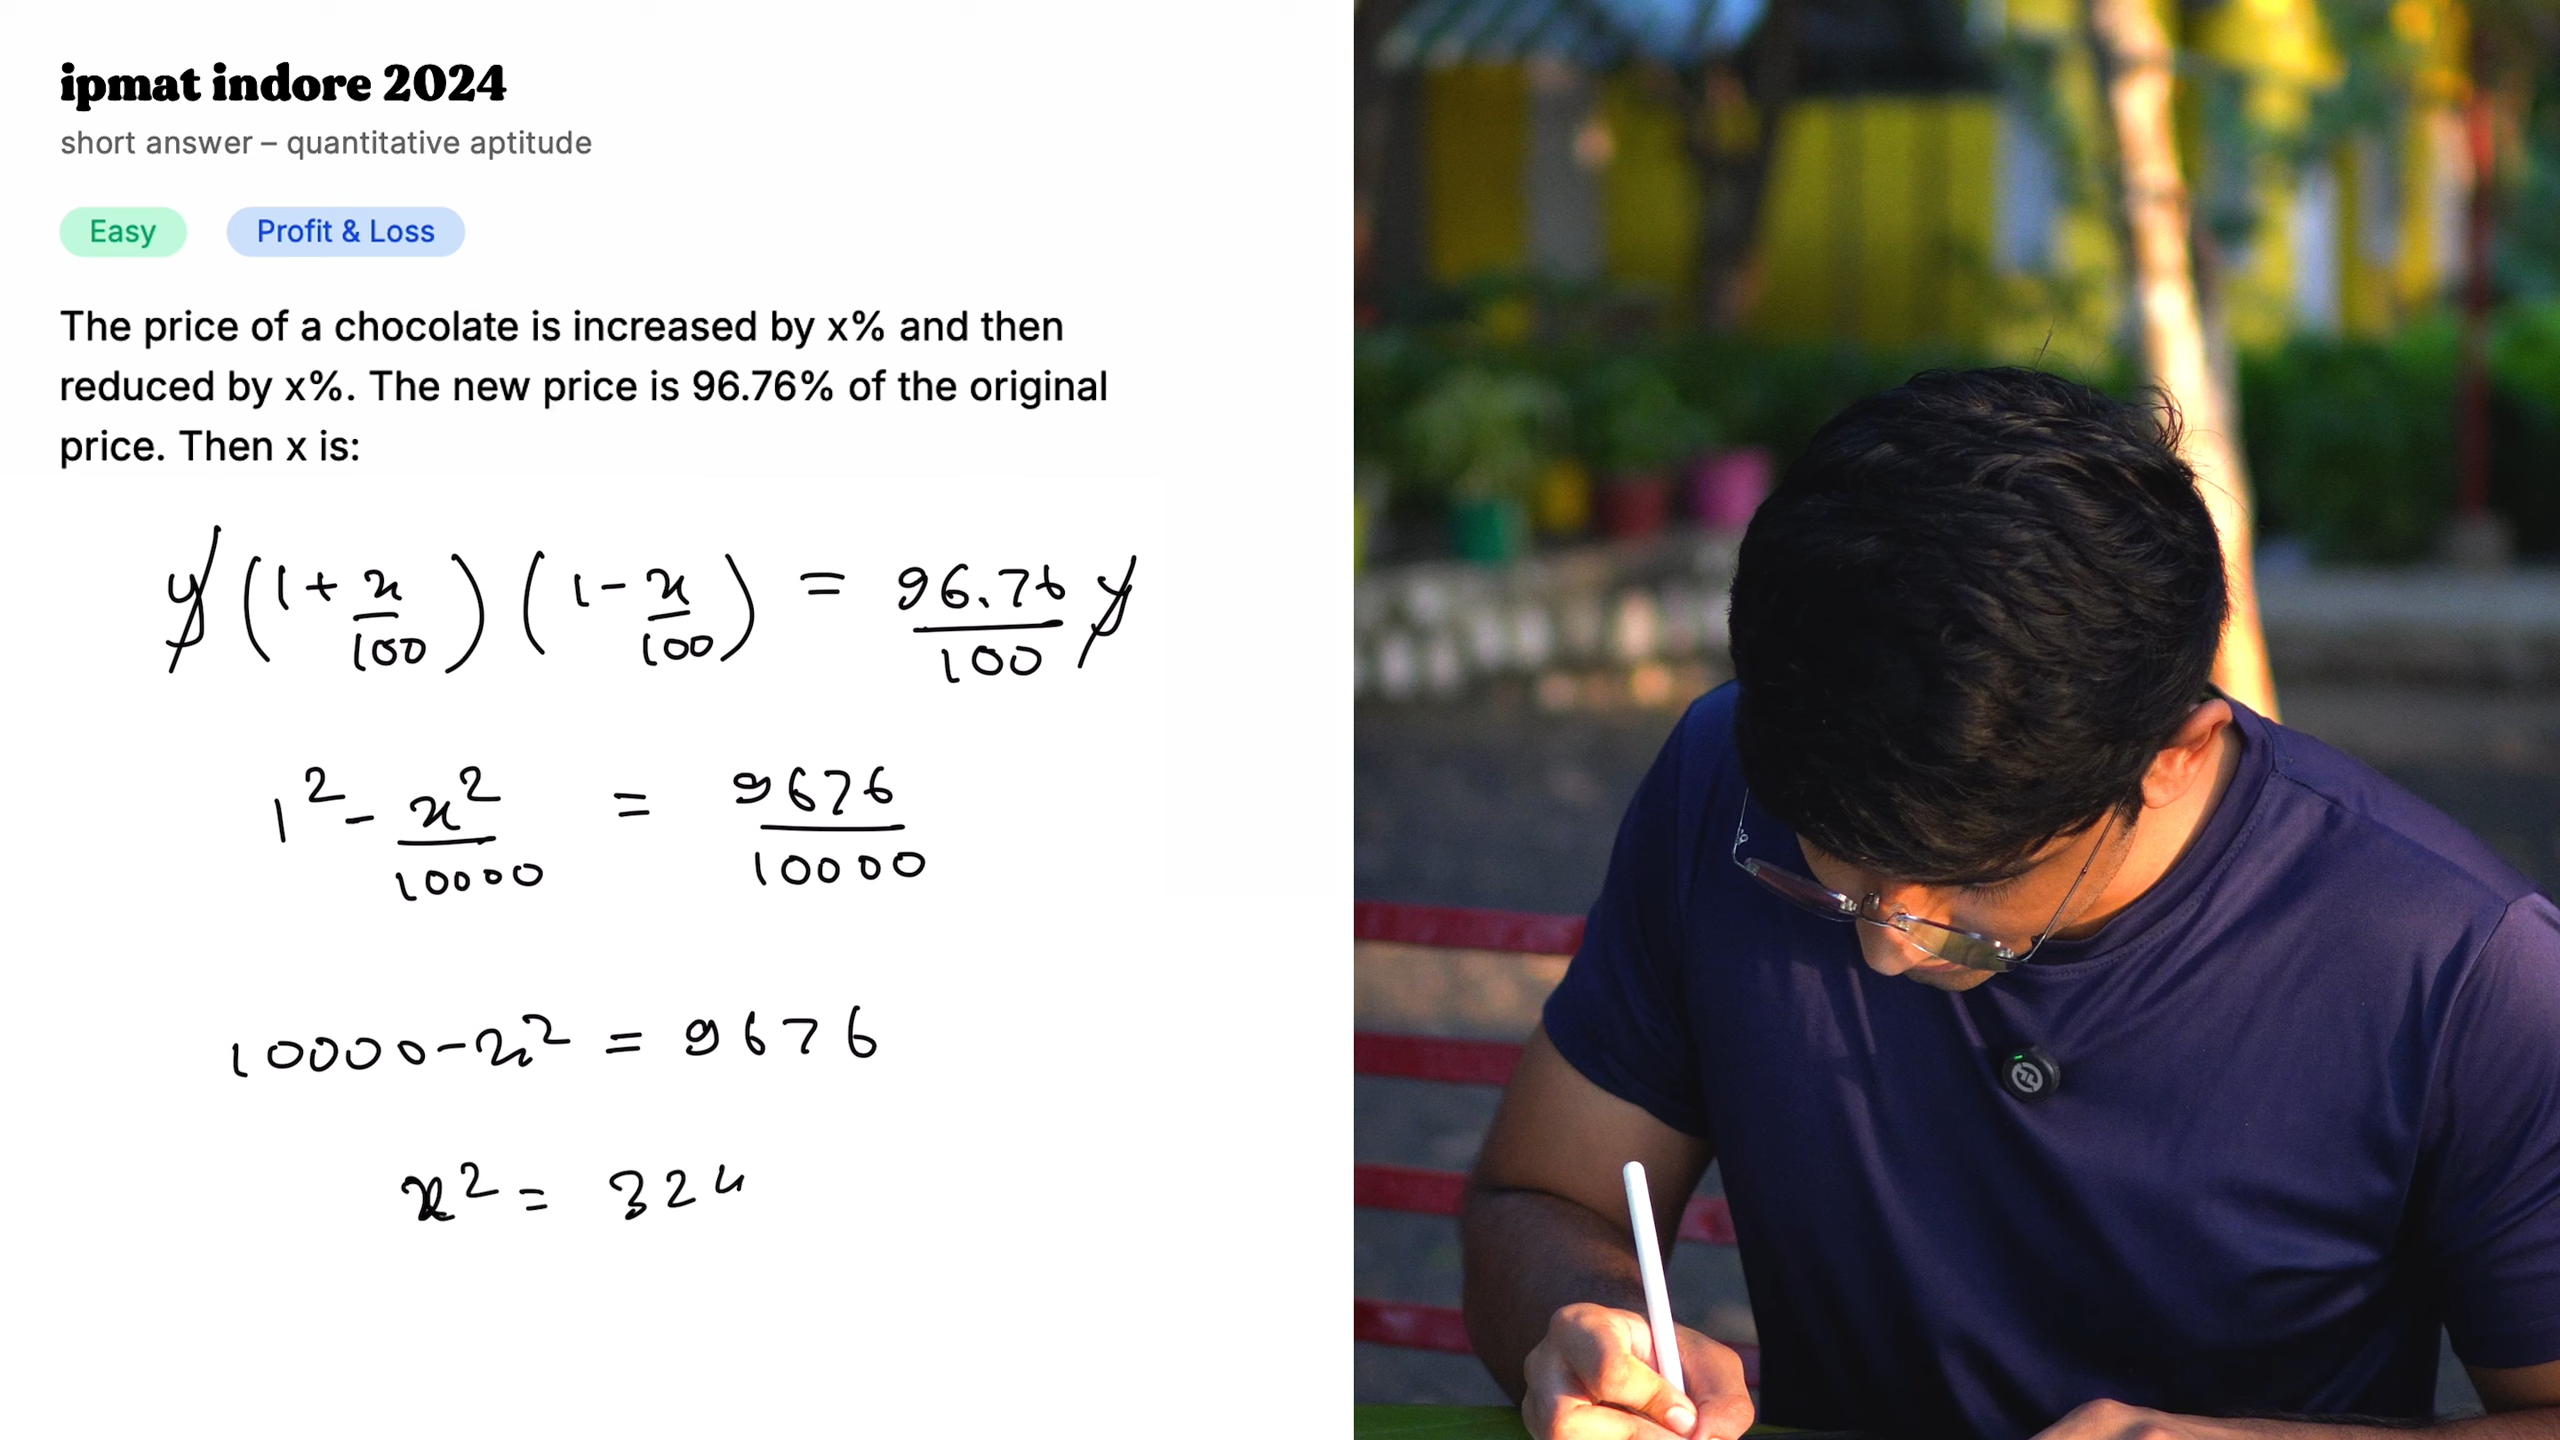 ipmat indore 2024
short answer – quantitative aptitude
Easy Profit & Loss
The price of a chocolate is increased by x% and then
reduced by x%. The new price is 96.76% of the original
price. Then x is:
y(1 + x/100)(1 - x/100) = 96.76/100 y
1² - x²/10000 = 9676/10000
10000 - x² = 9676
x² = 324